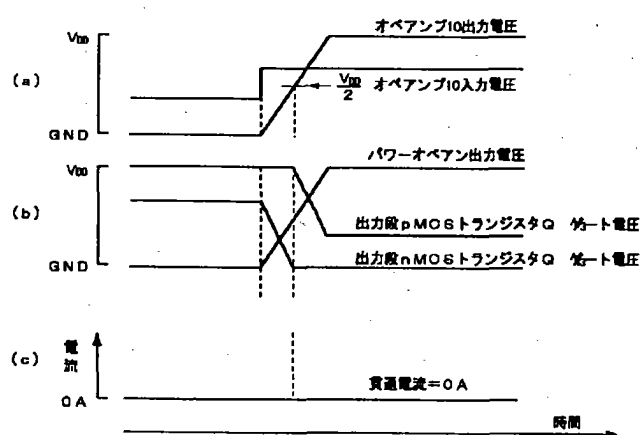 オペアンプ10出力電圧
V_DD
(a)
V_DD/2
オペアンプ10入力電圧
GND
パワーオペアン出力電圧
V_DD
(b)
出力段pMOSトランジスタQ ゲート電圧
出力段nMOSトランジスタQ ゲート電圧
GND
(c)
電流
貫通電流=0A
0A
時間